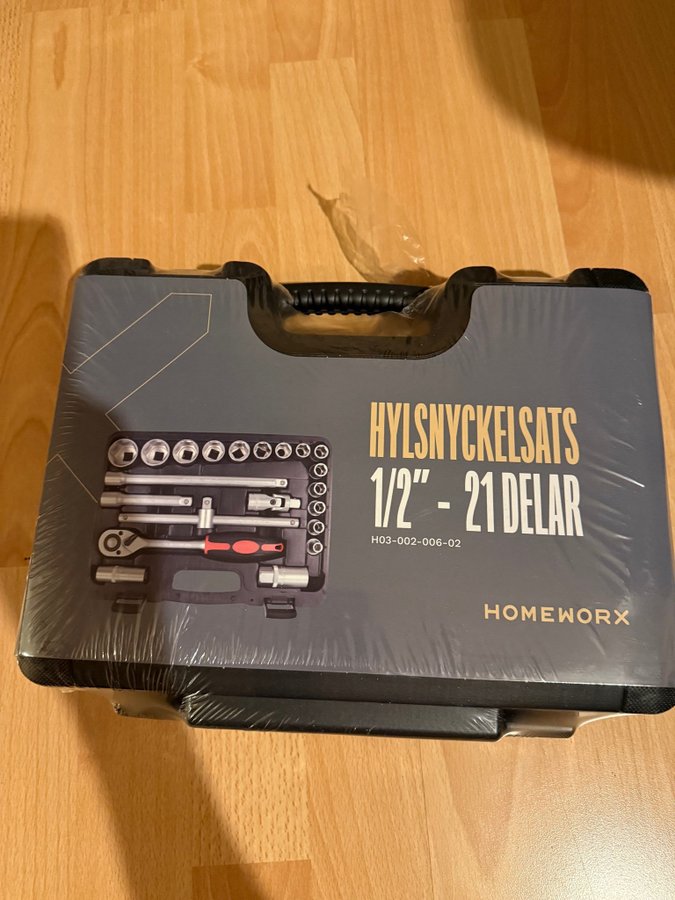 HYLSNYCKELSATS
1/2” - 21 DELAR
H03-002-006-02
HOMEWORX